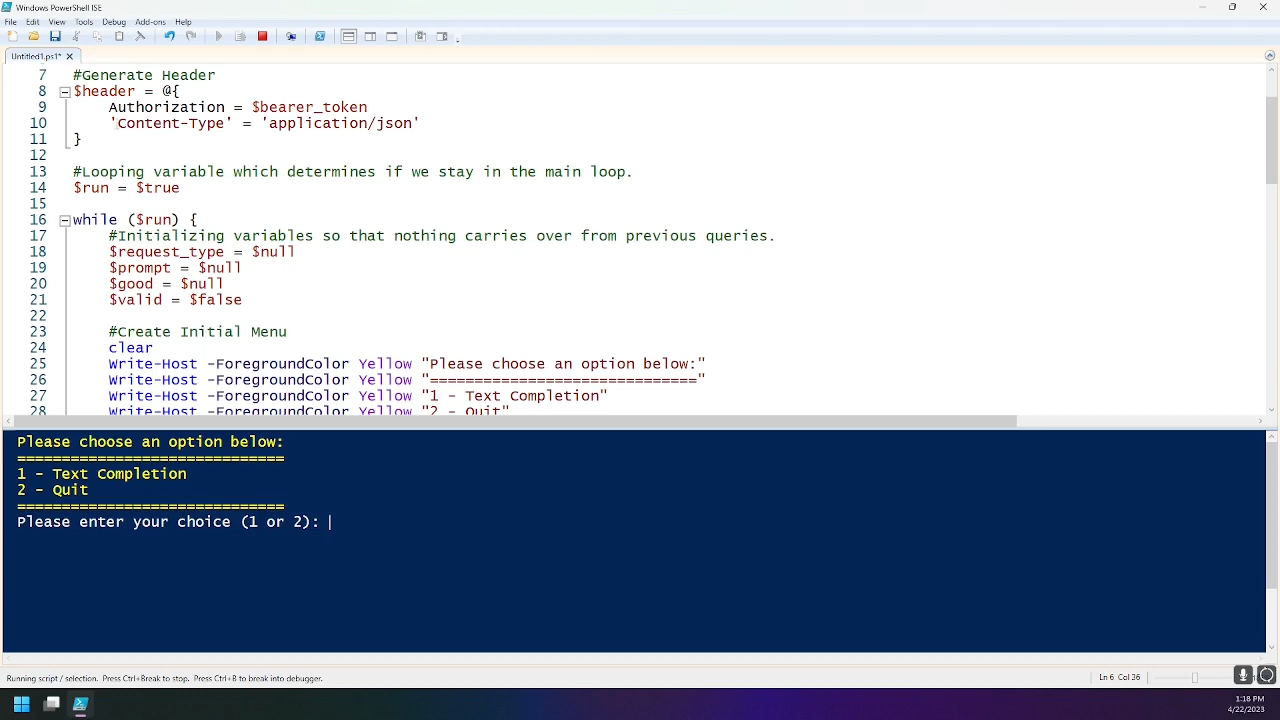 Windows PowerShell ISE
File Edit View Tools Debug Add-ons Help
Untitled1.ps1*
7 #Generate Header
8 $header = @{
9 Authorization = $bearer_token
10 'Content-Type' = 'application/json'
11 }
12
13 #Looping variable which determines if we stay in the main loop.
14 $run = $true
15
16 while ($run) {
17 #Initializing variables so that nothing carries over from previous queries.
18 $request_type = $null
19 $prompt = $null
20 $good = $null
21 $valid = $false
22
23 #Create Initial Menu
24 clear
25 Write-Host -ForegroundColor Yellow "Please choose an option below:"
26 Write-Host -ForegroundColor Yellow "=============================="
27 Write-Host -ForegroundColor Yellow "1 - Text Completion"
28 Write-Host -ForegroundColor Yellow "2 - Quit"
Please choose an option below:
==============================
1 - Text Completion
2 - Quit
==============================
Please enter your choice (1 or 2):
Running script / selection. Press Ctrl+Break to stop. Press Ctrl+B to break into debugger.
Ln 6 Col 36
1:18 PM
4/22/2023